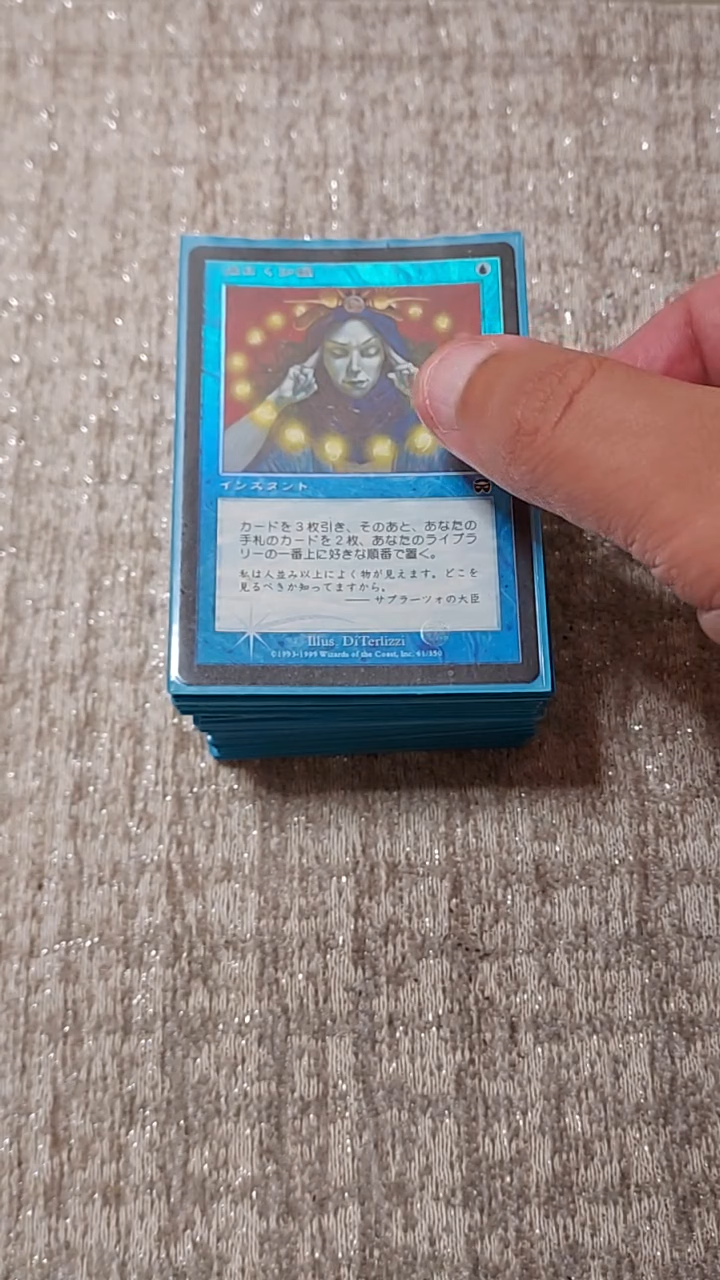 インスタント
カードを３枚引き、そのあと、あなたの
手札のカードを２枚、あなたのライブラ
リーの一番上に好きな順番で置く。
私は人並み以上によく物が見えます。どこを
見るべきか知ってますから。
―― サプラーツォの大臣
Illus. DiTerlizzi
©1993-1999 Wizards of the Coast, Inc. 61/350